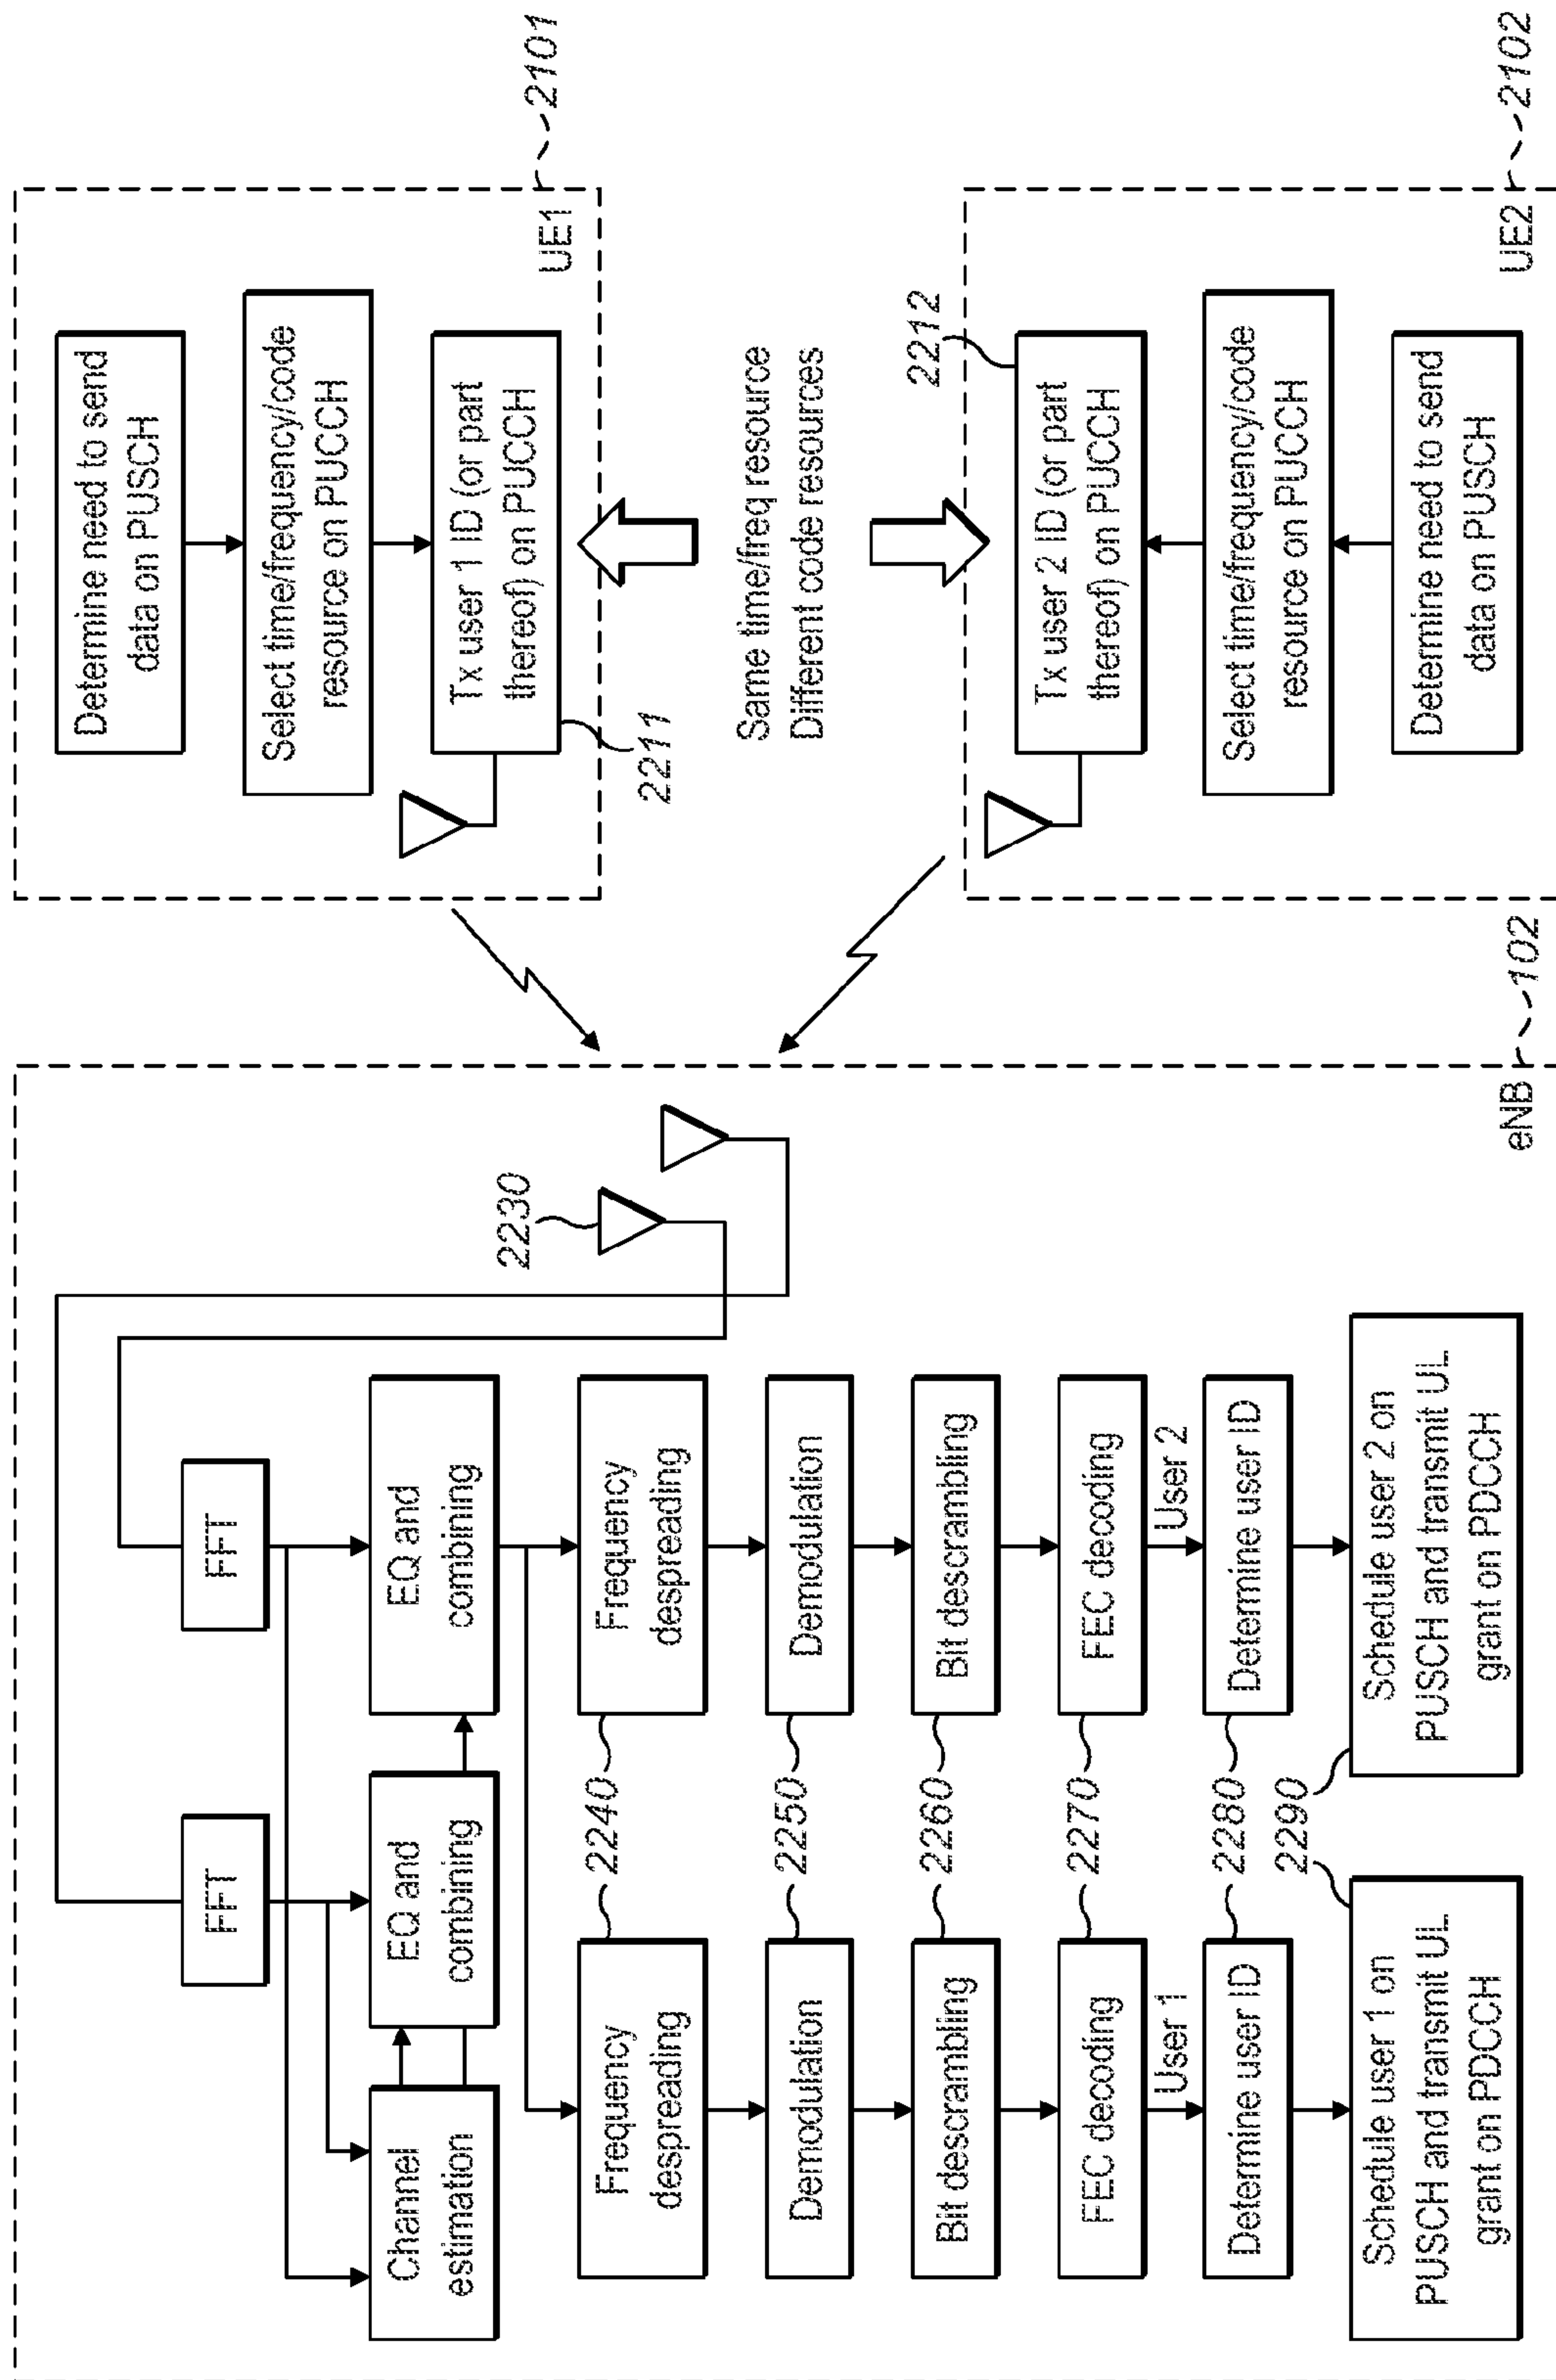 FFT
FFT
Channel
estimation
EQ and
combining
EQ and
combining
2230
Frequency
despreading
2240
Frequency
despreading
Demodulation
2250
Demodulation
Bit descrambling
2260
Bit descrambling
FEC decoding
2270
FEC decoding
User 1
User 2
Determine user ID
2280
Determine user ID
2290
Schedule user 1 on
PUSCH and transmit UL
grant on PDCCH
Schedule user 2 on
PUSCH and transmit UL
grant on PDCCH
eNB
102
Determine need to send
data on PUSCH
Select time/frequency/code
resource on PUCCH
Tx user 1 ID (or part
thereof) on PUCCH
2211
UE1
2101
Same time/freq resource
Different code resources
2212
Tx user 2 ID (or part
thereof) on PUCCH
Select time/frequency/code
resource on PUCCH
Determine need to send
data on PUSCH
UE2
2102